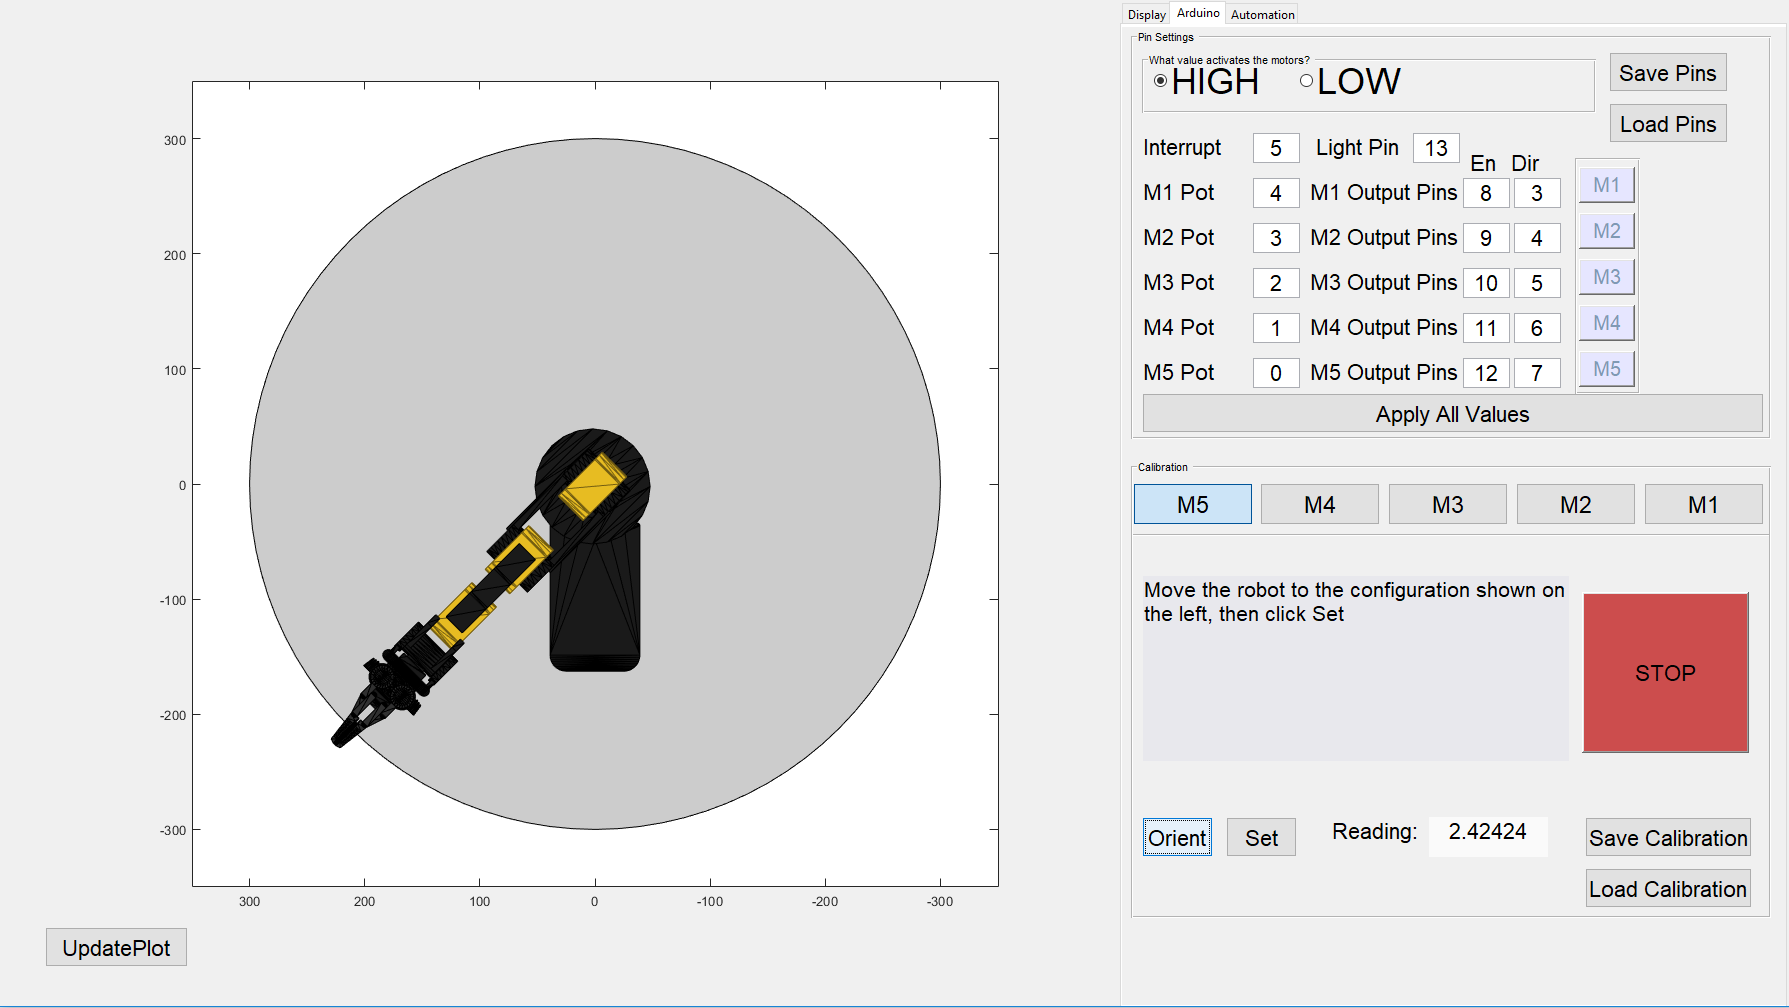 Display Arduino Automation
Pin Settings
What value activates the motors?
HIGH LOW
Save Pins
Load Pins
Interrupt 5 Light Pin 13
En Dir
M1 Pot 4 M1 Output Pins 8 3 M1
M2 Pot 3 M2 Output Pins 9 4 M2
M3 Pot 2 M3 Output Pins 10 5 M3
M4 Pot 1 M4 Output Pins 11 6 M4
M5 Pot 0 M5 Output Pins 12 7 M5
Apply All Values
Calibration
M5 M4 M3 M2 M1
Move the robot to the configuration shown on
the left, then click Set
STOP
Orient Set Reading: 2.42424 Save Calibration
Load Calibration
300
200
100
0
-100
-200
-300
300 200 100 0 -100 -200 -300
UpdatePlot